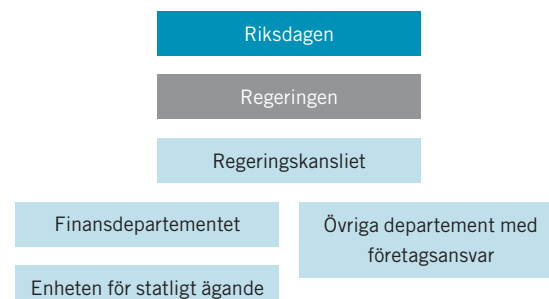 Riksdagen
Regeringen
Regeringskansliet
Finansdepartementet
Övriga departement med
företagsansvar
Enheten för statligt ägande